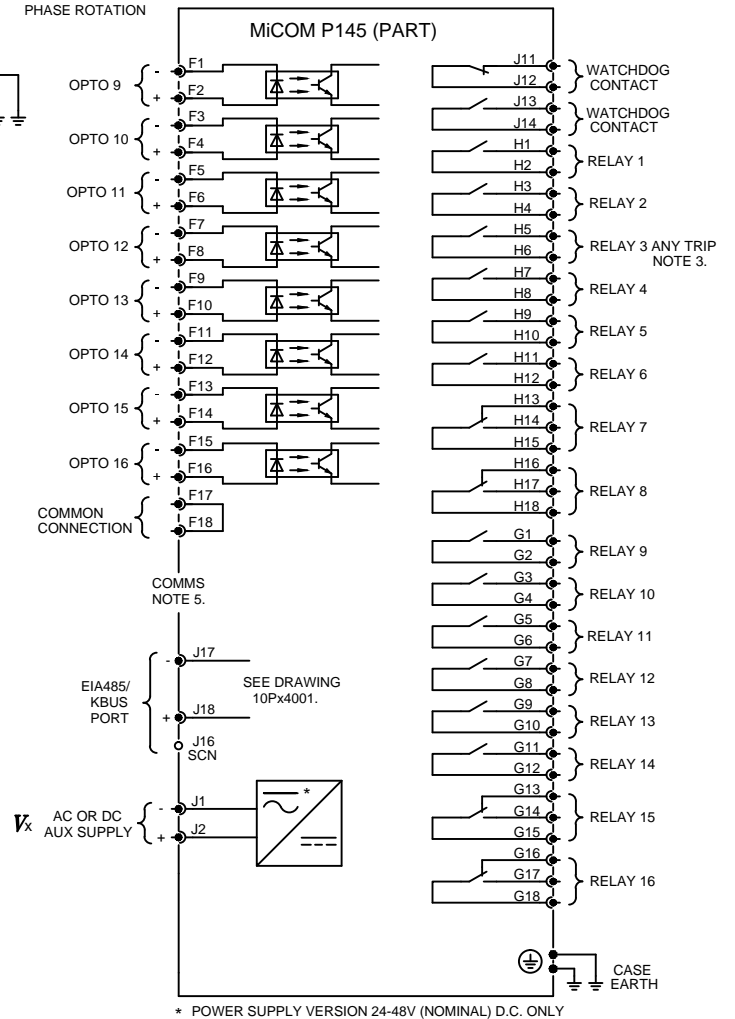 PHASE ROTATION
MiCOM P145 (PART)
OPTO 9
-
F1
+
F2
OPTO 10
-
F3
+
F4
OPTO 11
-
F5
+
F6
OPTO 12
-
F7
+
F8
OPTO 13
-
F9
+
F10
OPTO 14
-
F11
+
F12
OPTO 15
-
F13
+
F14
OPTO 16
-
F15
+
F16
COMMON
CONNECTION
F17
F18
COMMS
NOTE 5.
EIA485/
KBUS
PORT
-
J17
+
J18
J16
SCN
SEE DRAWING
10Px4001.
Vx
AC OR DC
AUX SUPPLY
-
J1
+
J2
*
J11
J12
WATCHDOG
CONTACT
J13
J14
WATCHDOG
CONTACT
H1
H2
RELAY 1
H3
H4
RELAY 2
H5
H6
RELAY 3 ANY TRIP
NOTE 3.
H7
H8
RELAY 4
H9
H10
RELAY 5
H11
H12
RELAY 6
H13
H14
H15
RELAY 7
H16
H17
H18
RELAY 8
G1
G2
RELAY 9
G3
G4
RELAY 10
G5
G6
RELAY 11
G7
G8
RELAY 12
G9
G10
RELAY 13
G11
G12
RELAY 14
G13
G14
G15
RELAY 15
G16
G17
G18
RELAY 16
CASE
EARTH
* POWER SUPPLY VERSION 24-48V (NOMINAL) D.C. ONLY